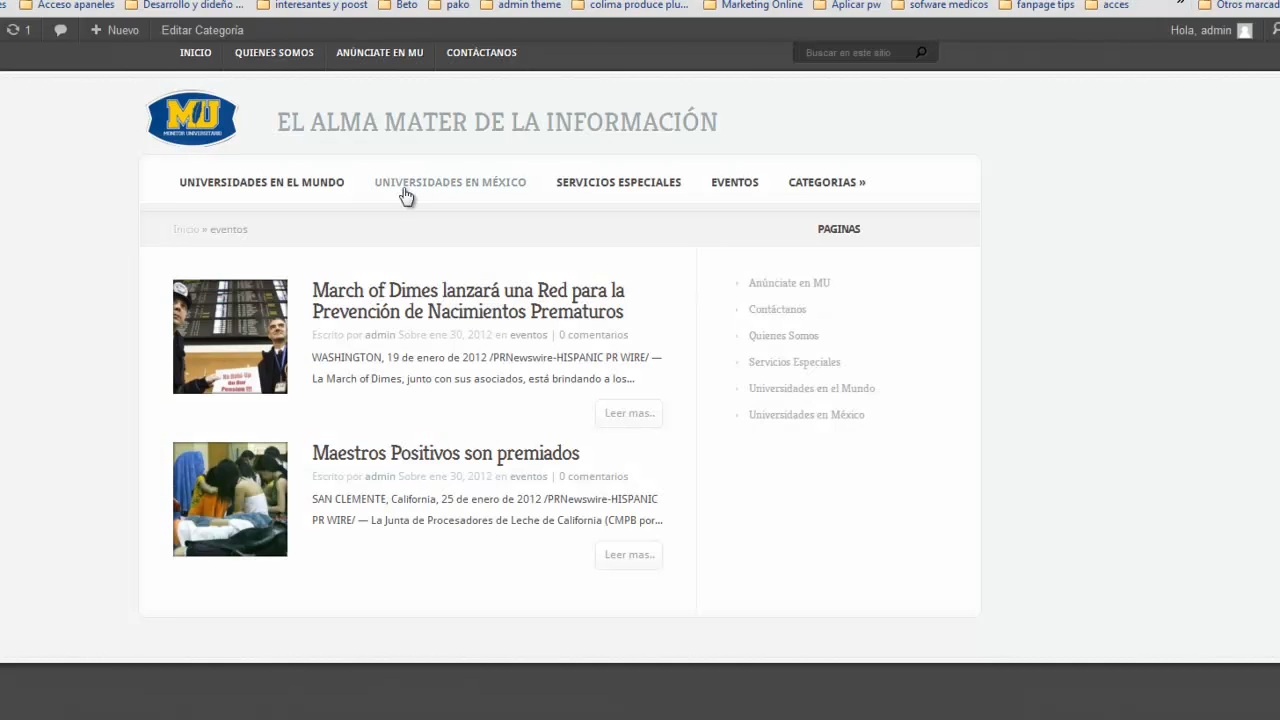 Acceso apaneles
Desarrollo y dideño ...
interesantes y poost
Beto
pako
admin theme
colima produce plu...
Marketing Online
Aplicar pw
sofware medicos
fanpage tips
acces
»
Otros marcad
1
Nuevo
Editar Categoría
Hola, admin
INICIO
QUIENES SOMOS
ANÚNCIATE EN MU
CONTÁCTANOS
Buscar en este sitio
MU
MONITOR UNIVERSITARIO
EL ALMA MATER DE LA INFORMACIÓN
UNIVERSIDADES EN EL MUNDO
UNIVERSIDADES EN MÉXICO
SERVICIOS ESPECIALES
EVENTOS
CATEGORIAS »
Inicio » eventos
PAGINAS
March of Dimes lanzará una Red para la
Prevención de Nacimientos Prematuros
Escrito por admin Sobre ene 30, 2012 en eventos | 0 comentarios
WASHINGTON, 19 de enero de 2012 /PRNewswire-HISPANIC PR WIRE/ —
La March of Dimes, junto con sus asociados, está brindando a los...
Leer mas..
Maestros Positivos son premiados
Escrito por admin Sobre ene 30, 2012 en eventos | 0 comentarios
SAN CLEMENTE, California, 25 de enero de 2012 /PRNewswire-HISPANIC
PR WIRE/ — La Junta de Procesadores de Leche de California (CMPB por...
Leer mas..
Anúnciate en MU
Contáctanos
Quienes Somos
Servicios Especiales
Universidades en el Mundo
Universidades en México